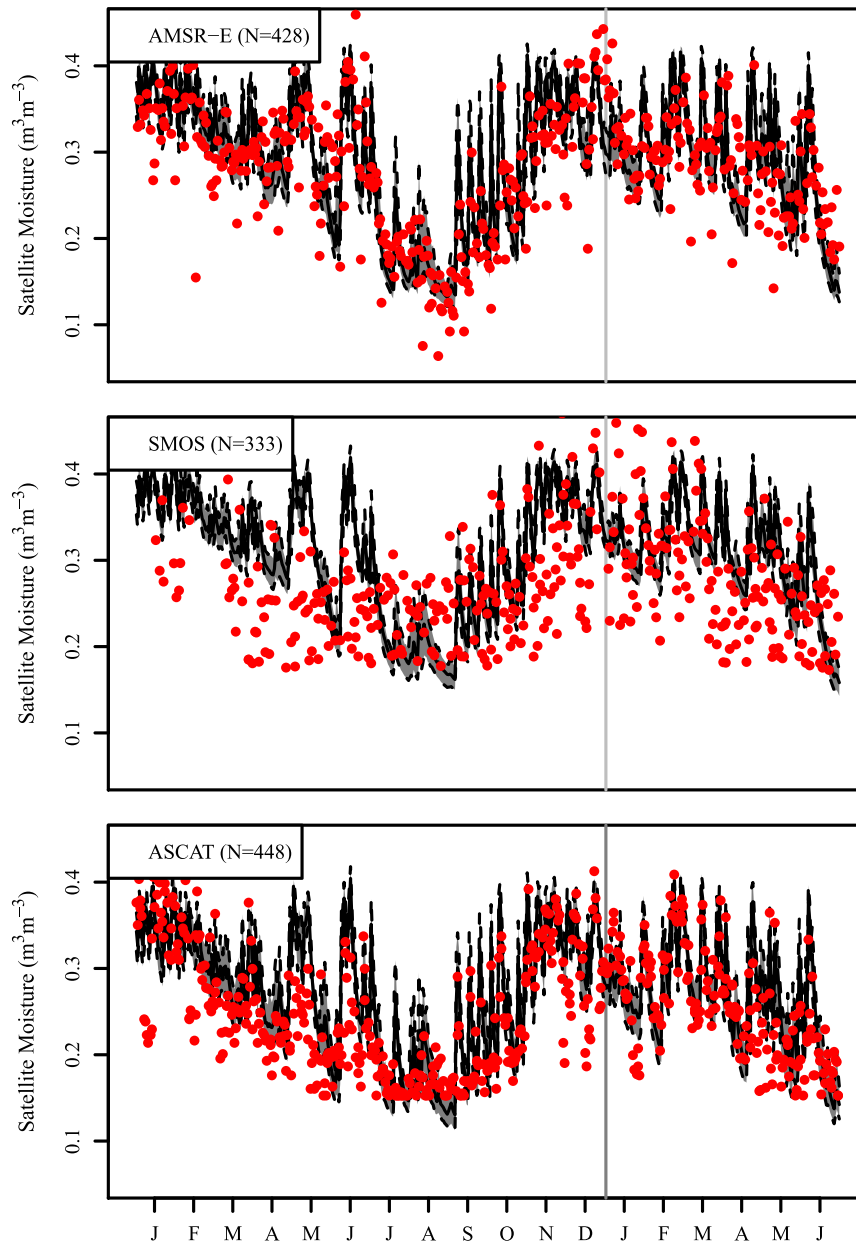 AMSR−E (N=428)
Satellite Moisture (m³m⁻³)
0.4
0.3
0.2
0.1
SMOS (N=333)
Satellite Moisture (m³m⁻³)
0.4
0.3
0.2
0.1
ASCAT (N=448)
Satellite Moisture (m³m⁻³)
0.4
0.3
0.2
0.1
J F M A M J J A S O N D J F M A M J